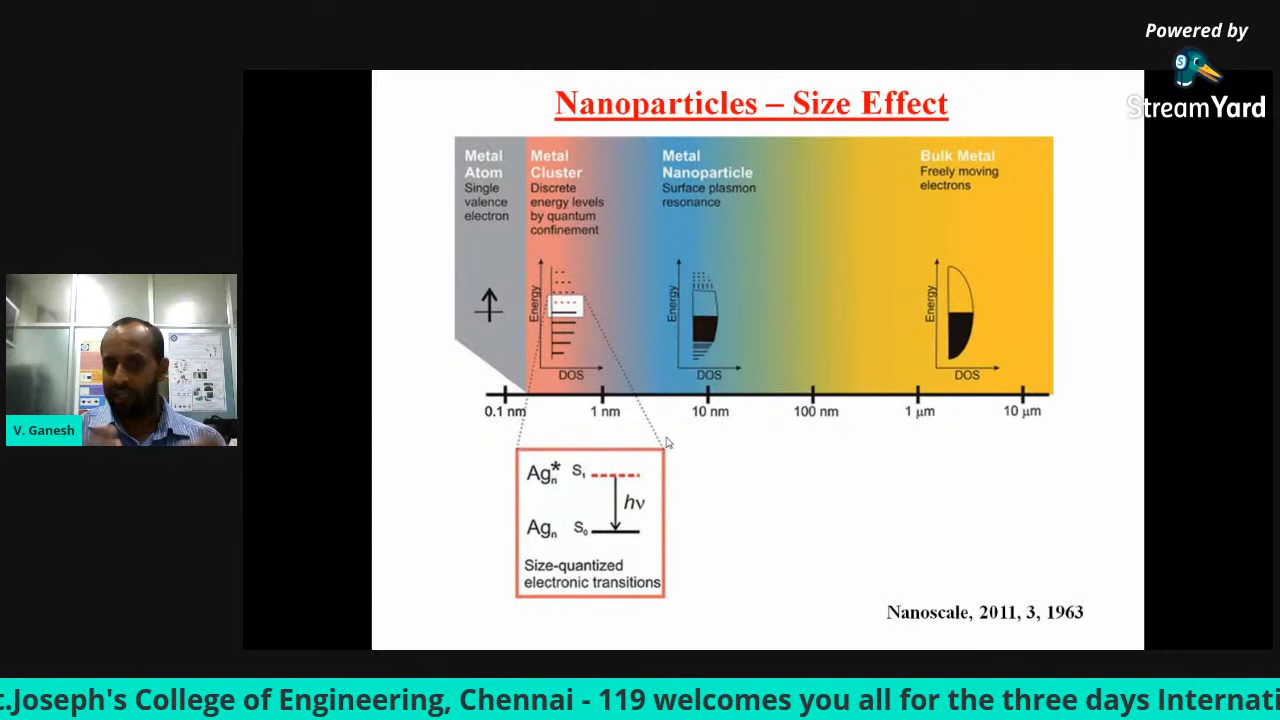 Powered by
S
StreamYard
Nanoparticles – Size Effect
Metal
Atom
Single
valence
electron
Metal
Cluster
Discrete
energy levels
by quantum
confinement
Metal
Nanoparticle
Surface plasmon
resonance
Bulk Metal
Freely moving
electrons
Energy
DOS
Energy
DOS
Energy
DOS
0.1 nm
1 nm
10 nm
100 nm
1 μm
10 μm
V. Ganesh
Agn* S1
hν
Agn S0
Size-quantized
electronic transitions
Nanoscale, 2011, 3, 1963
t.Joseph's College of Engineering, Chennai - 119 welcomes you all for the three days Internati